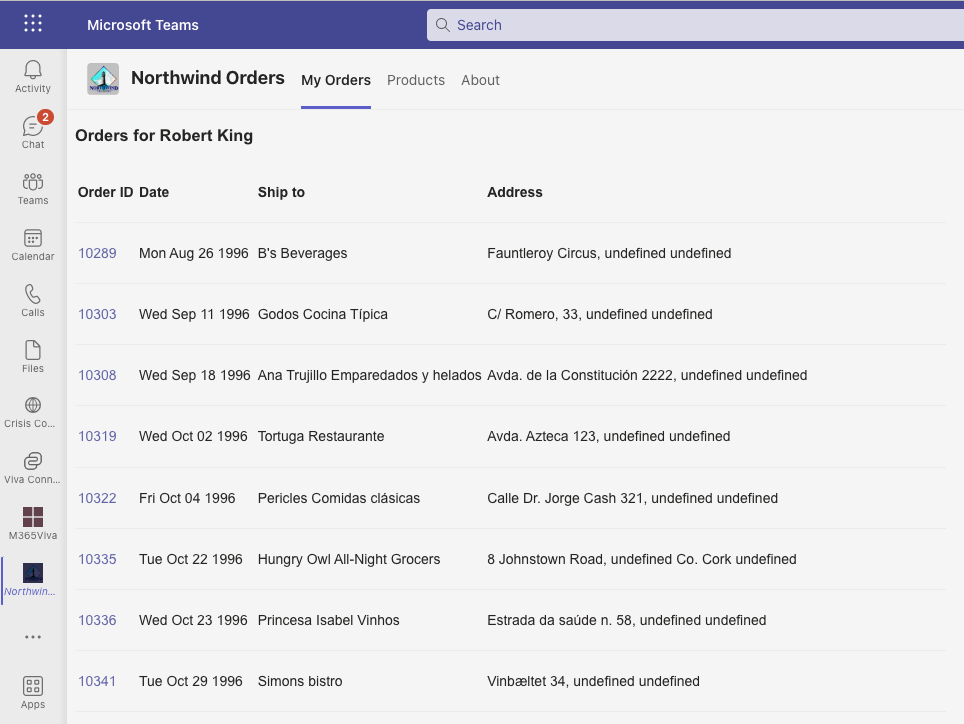 Microsoft Teams
Search
Activity
2
Chat
Teams
Calendar
Calls
Files
Crisis Co...
Viva Conn...
M365Viva
Northwin...
Apps
NORTHWIND
Northwind Orders My Orders Products About
Orders for Robert King
Order ID Date Ship to Address
10289 Mon Aug 26 1996 B's Beverages Fauntleroy Circus, undefined undefined
10303 Wed Sep 11 1996 Godos Cocina Típica C/ Romero, 33, undefined undefined
10308 Wed Sep 18 1996 Ana Trujillo Emparedados y helados Avda. de la Constitución 2222, undefined undefined
10319 Wed Oct 02 1996 Tortuga Restaurante Avda. Azteca 123, undefined undefined
10322 Fri Oct 04 1996 Pericles Comidas clásicas Calle Dr. Jorge Cash 321, undefined undefined
10335 Tue Oct 22 1996 Hungry Owl All-Night Grocers 8 Johnstown Road, undefined Co. Cork undefined
10336 Wed Oct 23 1996 Princesa Isabel Vinhos Estrada da saúde n. 58, undefined undefined
10341 Tue Oct 29 1996 Simons bistro Vinbæltet 34, undefined undefined